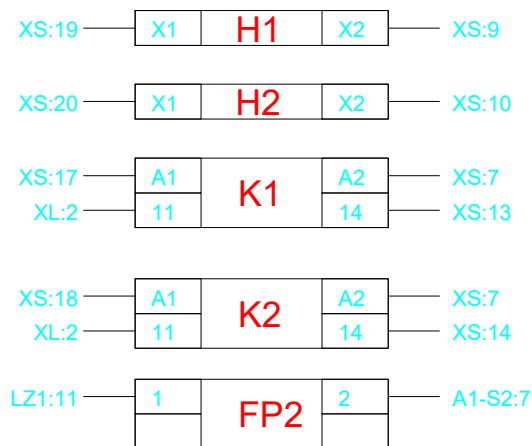 XS:19 X1 H1 X2 XS:9
XS:20 X1 H2 X2 XS:10
XS:17 A1 K1 A2 XS:7
XL:2 11 14 XS:13
XS:18 A1 K2 A2 XS:7
XL:2 11 14 XS:14
LZ1:11 1 FP2 2 A1-S2:7